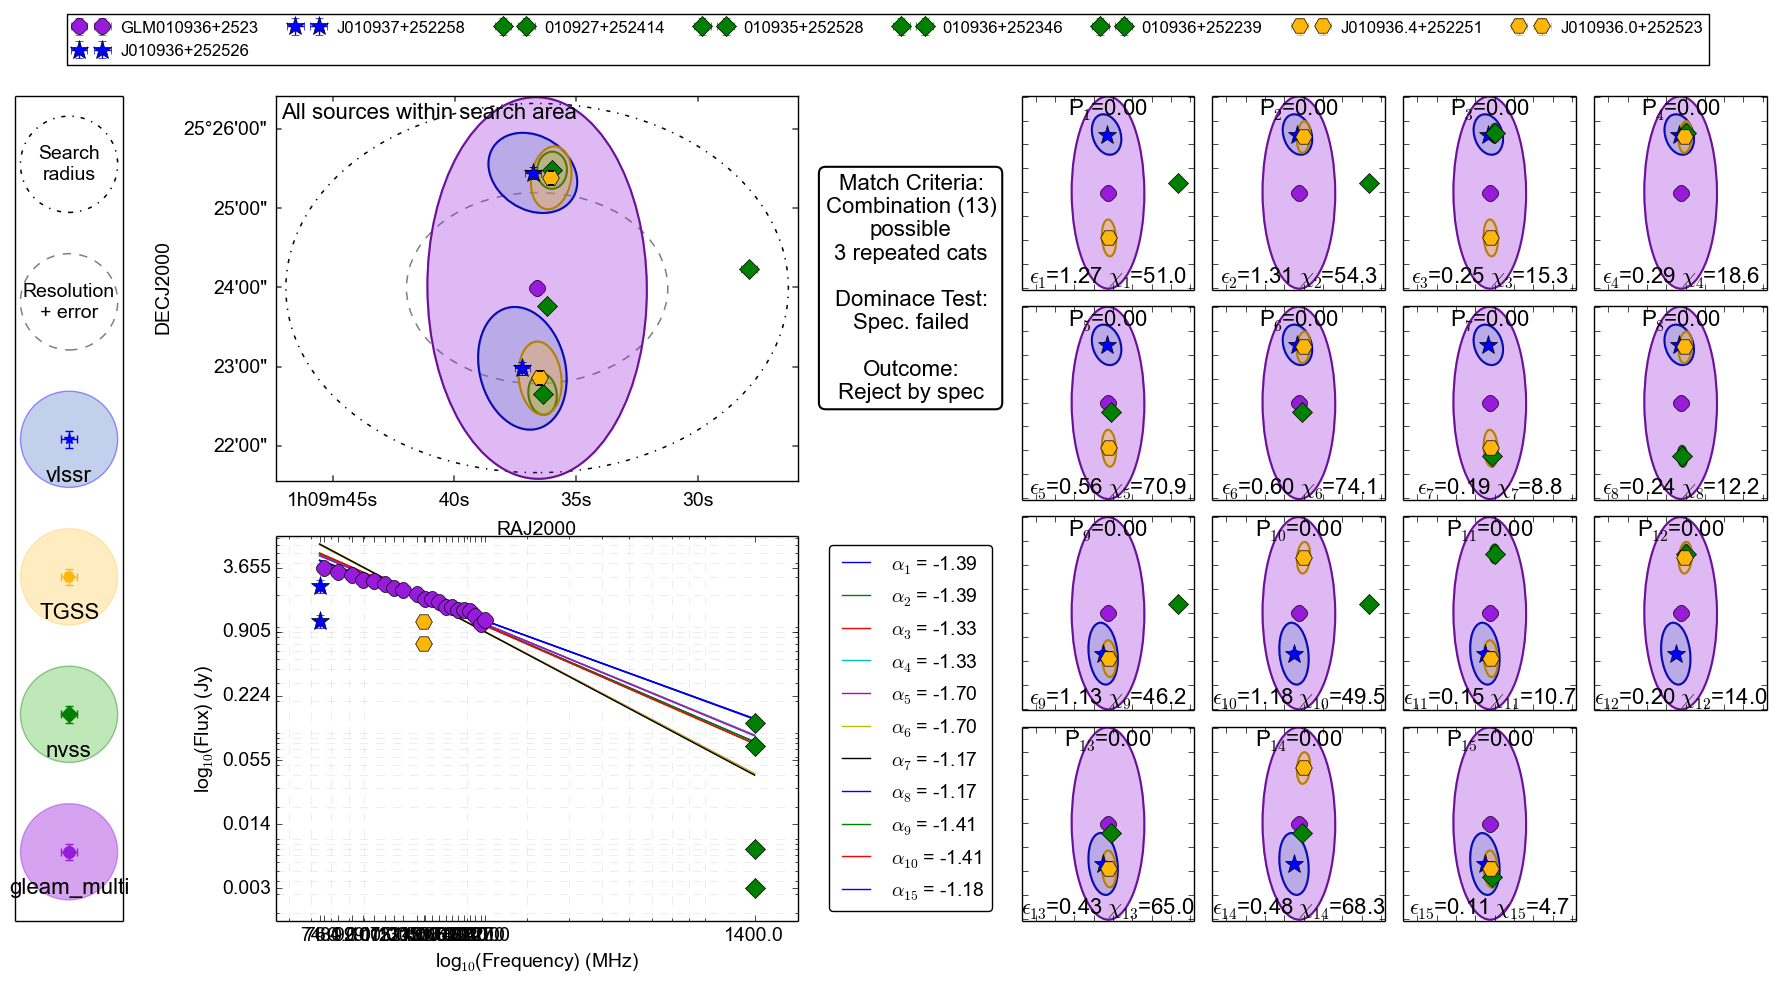 GLM010936+2523 J010937+252258 010927+252414 010935+252528 010936+252346 010936+252239 J010936.4+252251 J010936.0+252523
J010936+252526
Search
radius
Resolution
+ error
vlssr
TGSS
nvss
gleam_multi
All sources within search area
DECJ2000
25°26'00"
25'00"
24'00"
23'00"
22'00"
1h09m45s 40s 35s 30s
RAJ2000
Match Criteria:
Combination (13)
possible
3 repeated cats
Dominace Test:
Spec. failed
Outcome:
Reject by spec
log₁₀(Flux) (Jy)
3.655
0.905
0.224
0.055
0.014
0.003
1400.0
log₁₀(Frequency) (MHz)
α₁ = -1.39
α₂ = -1.39
α₃ = -1.33
α₄ = -1.33
α₅ = -1.70
α₆ = -1.70
α₇ = -1.17
α₈ = -1.17
α₉ = -1.41
α₁₀ = -1.41
α₁₅ = -1.18
P₁=0.00
ϵ₁=1.27 χ₁=51.0
P₂=0.00
ϵ₂=1.31 χ₂=54.3
P₃=0.00
ϵ₃=0.25 χ₃=15.3
P₄=0.00
ϵ₄=0.29 χ₄=18.6
P₅=0.00
ϵ₅=0.56 χ₅=70.9
P₆=0.00
ϵ₆=0.60 χ₆=74.1
P₇=0.00
ϵ₇=0.19 χ₇=8.8
P₈=0.00
ϵ₈=0.24 χ₈=12.2
P₉=0.00
ϵ₉=1.13 χ₉=46.2
P₁₀=0.00
ϵ₁₀=1.18 χ₁₀=49.5
P₁₁=0.00
ϵ₁₁=0.15 χ₁₁=10.7
P₁₂=0.00
ϵ₁₂=0.20 χ₁₂=14.0
P₁₃=0.00
ϵ₁₃=0.43 χ₁₃=65.0
P₁₄=0.00
ϵ₁₄=0.48 χ₁₄=68.3
P₁₅=0.00
ϵ₁₅=0.11 χ₁₅=4.7